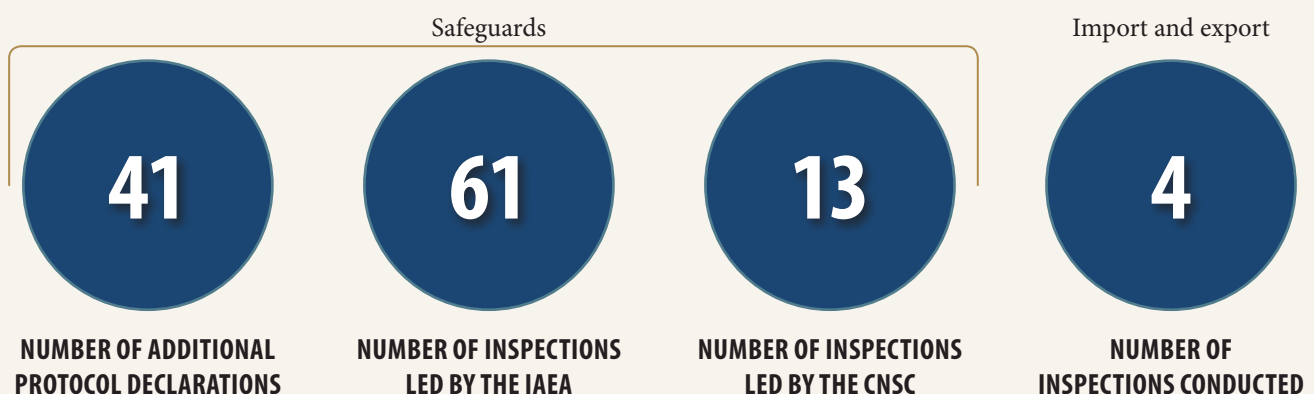 Safeguards
Import and export
41
61
13
4
NUMBER OF ADDITIONAL
PROTOCOL DECLARATIONS
NUMBER OF INSPECTIONS
LED BY THE IAEA
NUMBER OF INSPECTIONS
LED BY THE CNSC
NUMBER OF
INSPECTIONS CONDUCTED